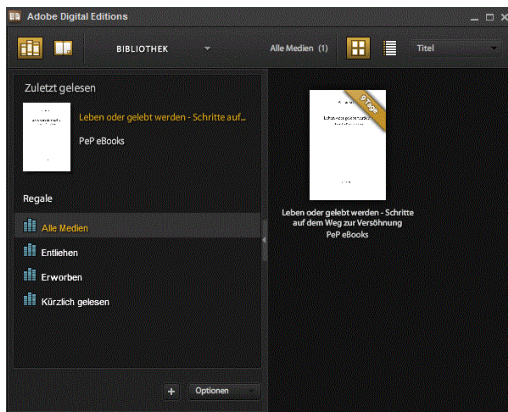 Adobe Digital Editions
BIBLIOTHEK
Alle Medien (1)
Titel
Zuletzt gelesen
Leben oder gelebt werden - Schritte auf...
PeP eBooks
Regale
Alle Medien
Entliehen
Erworben
Kürzlich gelesen
Optionen
9 Tage
Leben oder gelebt werden - Schritte
auf dem Weg zur Versöhnung
PeP eBooks